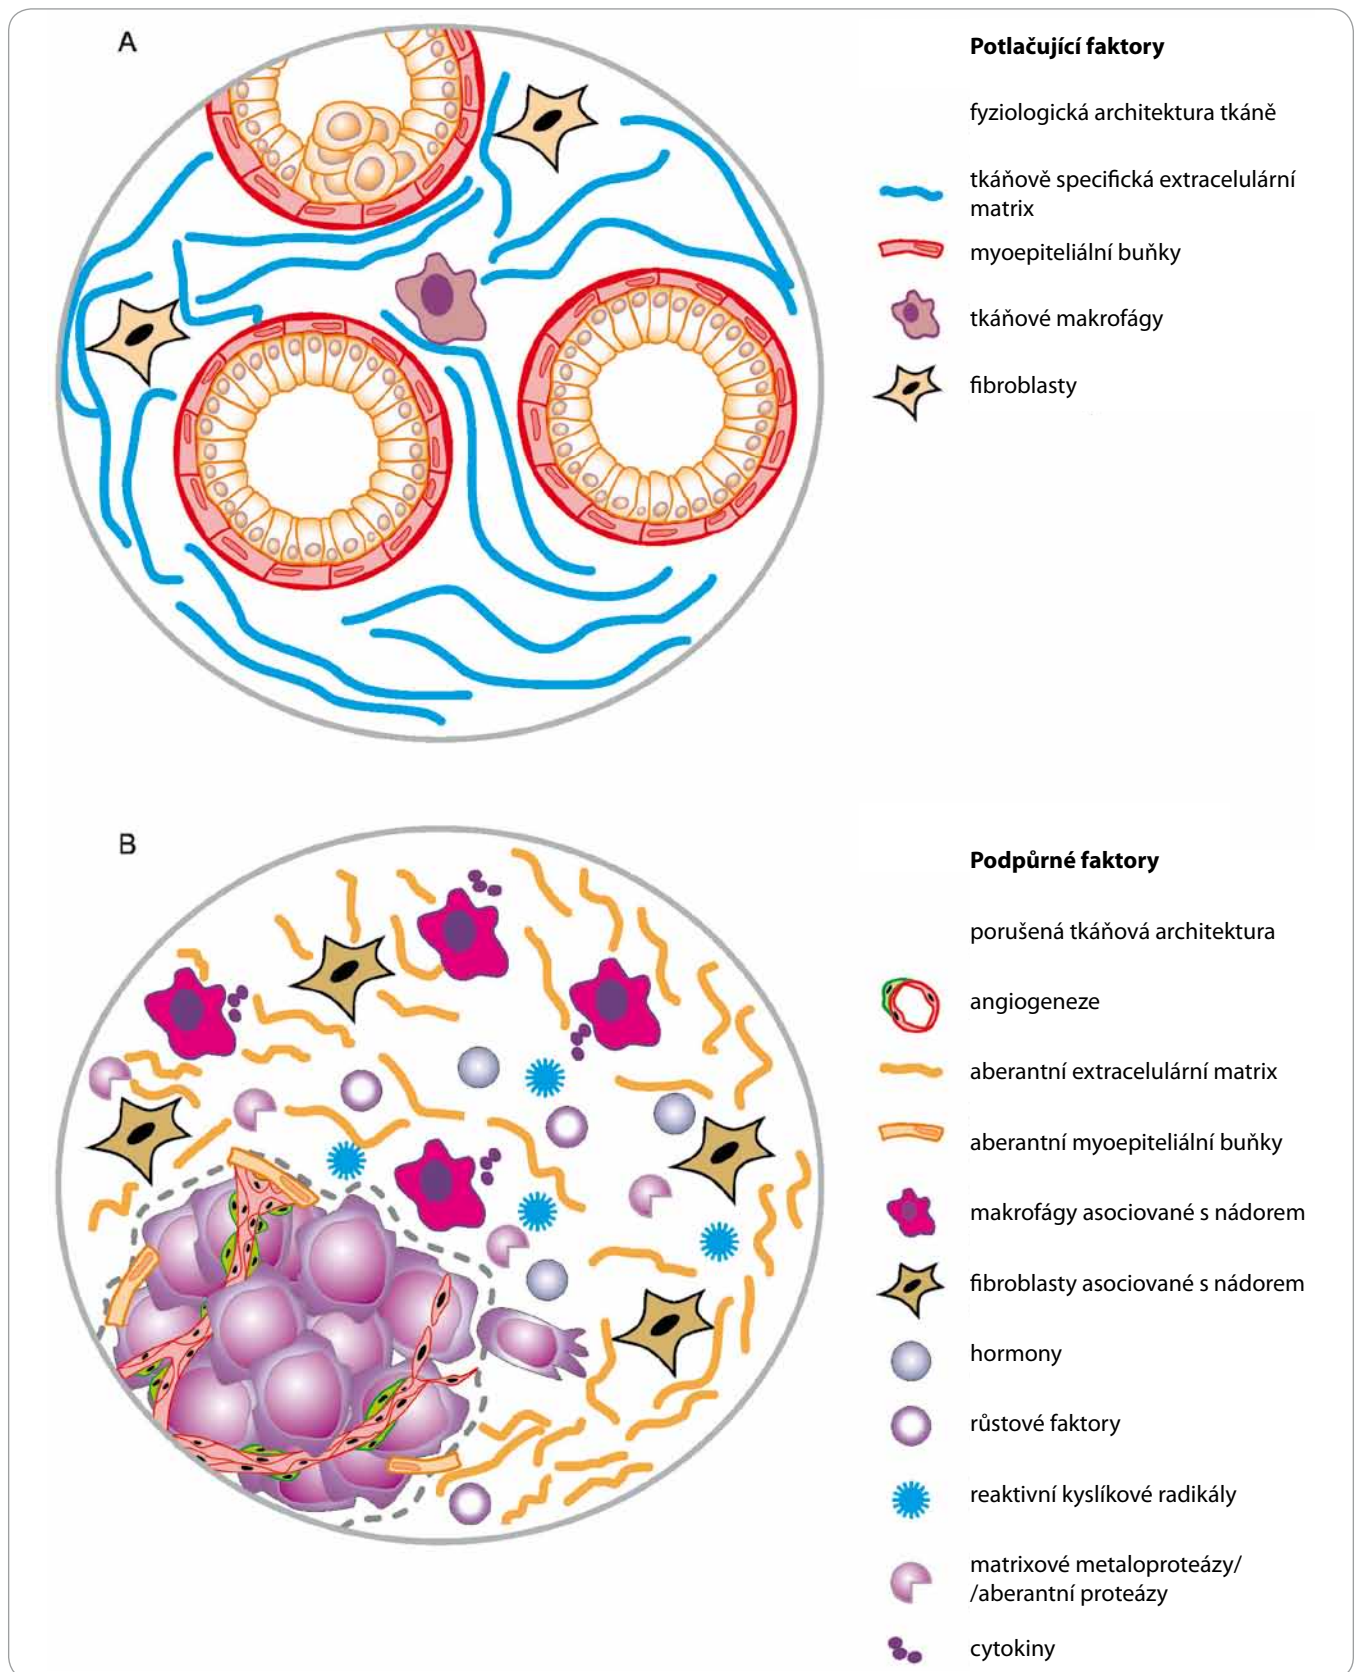 A
Potlačující faktory
fyziologická architektura tkáně
tkáňově specifická extracelulární
matrix
myoepiteliální buňky
tkáňové makrofágy
fibroblasty
B
Podpůrné faktory
porušená tkáňová architektura
angiogeneze
aberantní extracelulární matrix
aberantní myoepiteliální buňky
makrofágy asociované s nádorem
fibroblasty asociované s nádorem
hormony
růstové faktory
reaktivní kyslíkové radikály
matrixové metaloproteázy/
/aberantní proteázy
cytokiny